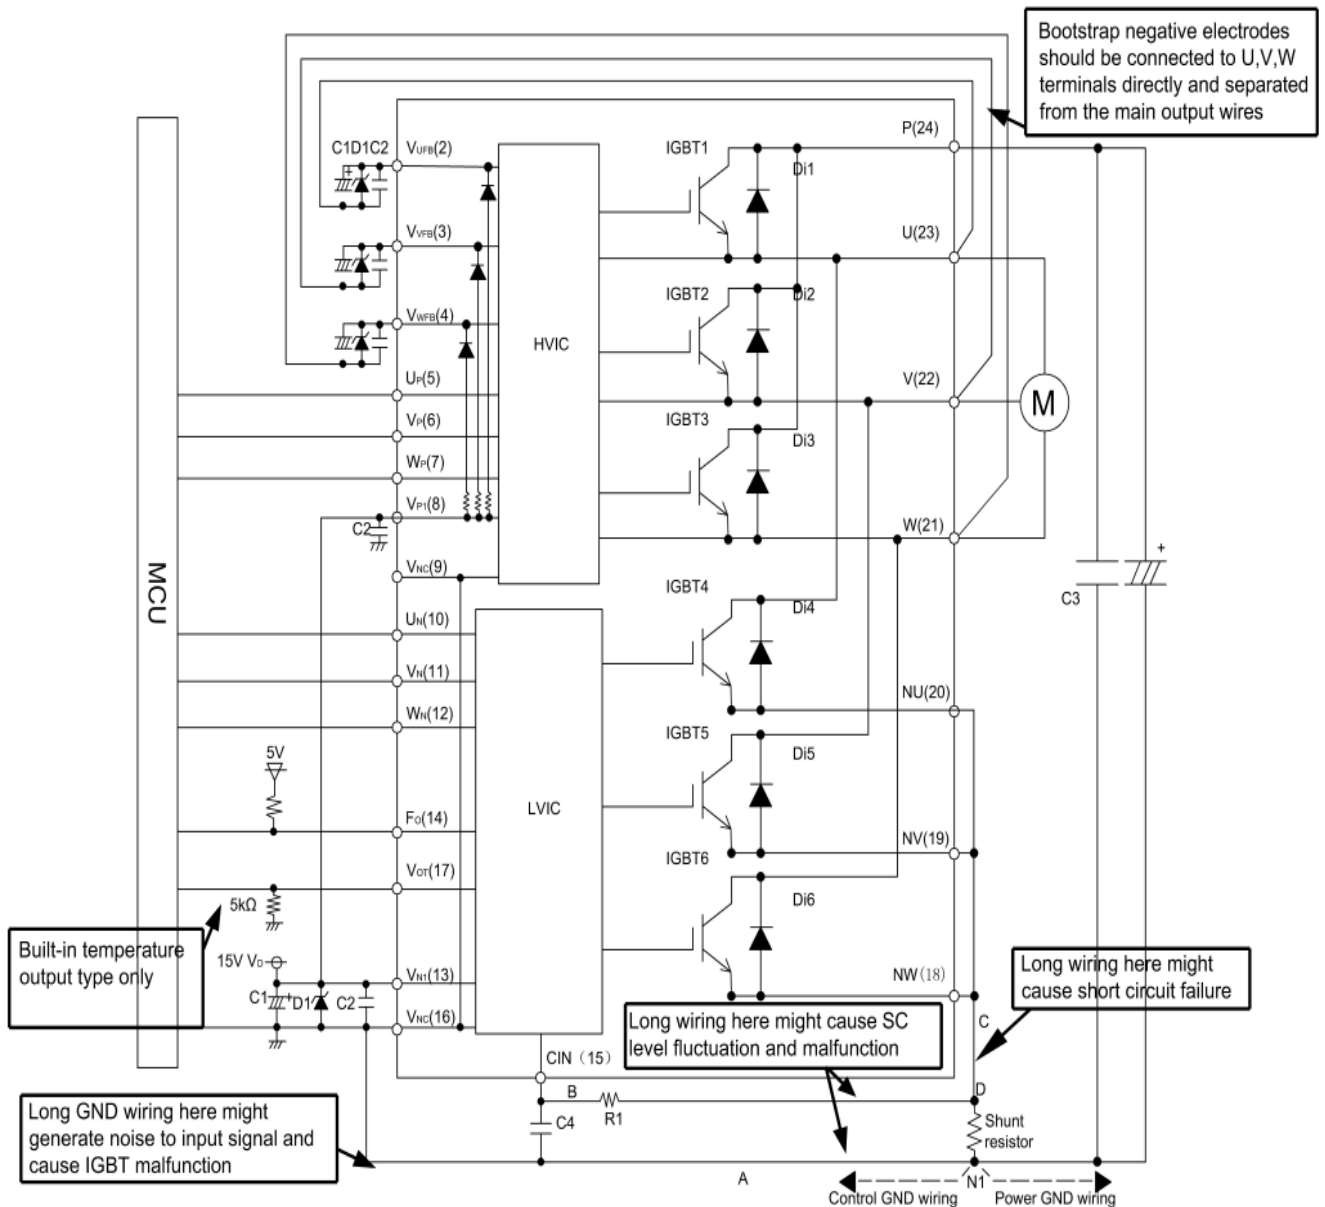 Bootstrap negative electrodes
should be connected to U,V,W
terminals directly and separated
from the main output wires
P(24)
IGBT1
C1D1C2
VUFB(2)
Di1
VVFB(3)
U(23)
IGBT2
Di2
VWFB(4)
HVIC
UP(5)
V(22)
M
IGBT3
VP(6)
Di3
WP(7)
VP1(8)
C2
W(21)
+
MCU
VNC(9)
IGBT4
C3
Di4
UN(10)
VN(11)
NU(20)
WN(12)
IGBT5
5V
Di5
LVIC
FO(14)
NV(19)
IGBT6
VOT(17)
5kΩ
Di6
Built-in temperature
output type only
15V VD
VN1(13)
NW(18)
Long wiring here might
cause short circuit failure
C1
+
D1
C2
VNC(16)
Long wiring here might cause SC
level fluctuation and malfunction
C
CIN（15）
B
D
R1
C4
Shunt
resistor
Long GND wiring here might
generate noise to input signal and
cause IGBT malfunction
A
N1
Control GND wiring
Power GND wiring